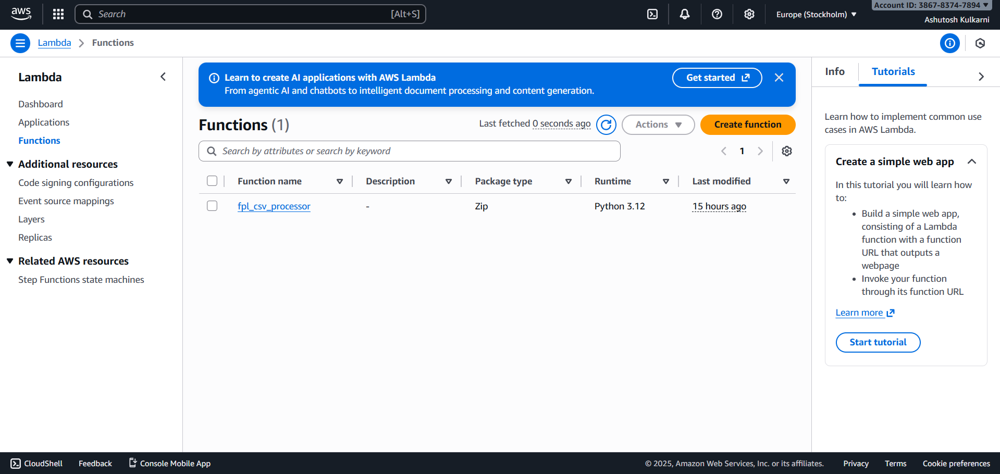 aws
Search
[Alt+S]
Europe (Stockholm)
Account ID: 3867-8374-7894
Ashutosh Kulkarni
Lambda
Functions
Lambda
Dashboard
Applications
Functions
Additional resources
Code signing configurations
Event source mappings
Layers
Replicas
Related AWS resources
Step Functions state machines
Learn to create AI applications with AWS Lambda
From agentic AI and chatbots to intelligent document processing and content generation.
Get started
Functions (1)
Last fetched 0 seconds ago
Actions
Create function
Search by attributes or search by keyword
1
Function name Description Package type Runtime Last modified
fpl_csv_processor - Zip Python 3.12 15 hours ago
Info
Tutorials
Learn how to implement common use
cases in AWS Lambda.
Create a simple web app
In this tutorial you will learn how
to:
• Build a simple web app,
consisting of a Lambda
function with a function
URL that outputs a
webpage
• Invoke your function
through its function URL
Learn more
Start tutorial
CloudShell
Feedback
Console Mobile App
© 2025, Amazon Web Services, Inc. or its affiliates.
Privacy
Terms
Cookie preferences